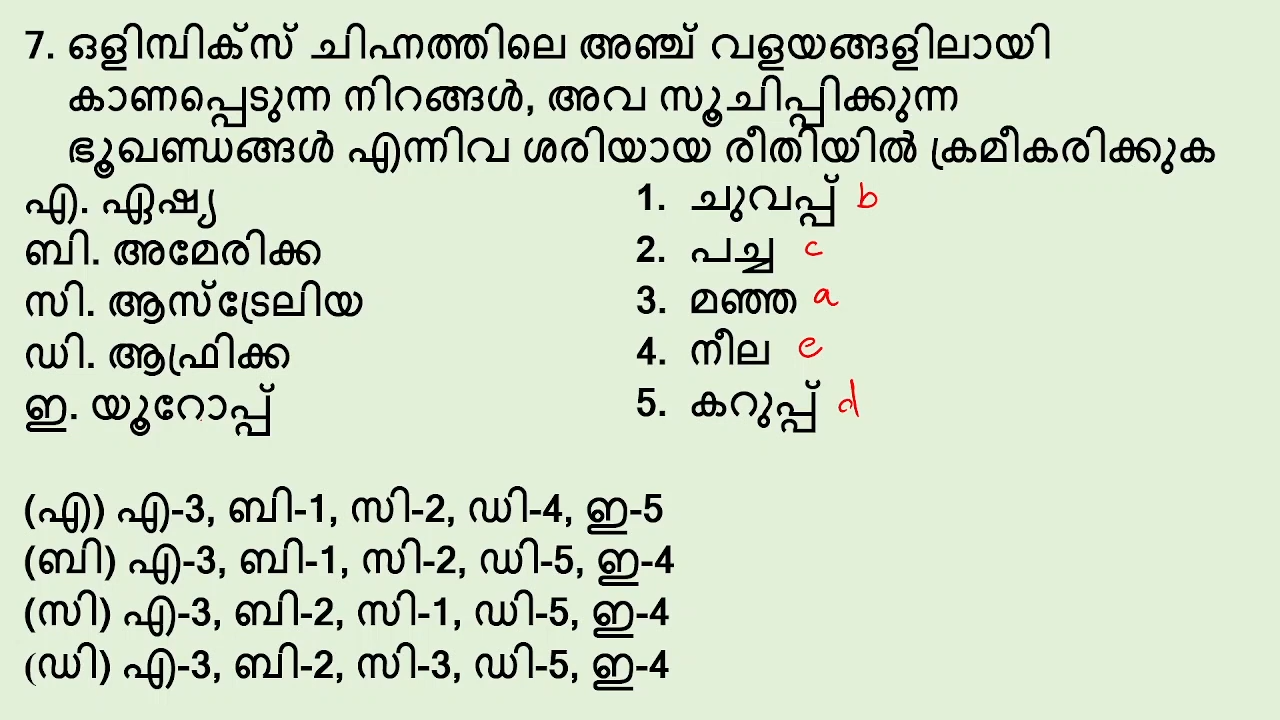 7. ഒളിമ്പിക്സ് ചിഹ്നത്തിലെ അഞ്ച് വളയങ്ങളിലായി
കാണപ്പെടുന്ന നിറങ്ങൾ, അവ സൂചിപ്പിക്കുന്ന
ഭൂഖണ്ഡങ്ങൾ എന്നിവ ശരിയായ രീതിയിൽ ക്രമീകരിക്കുക
എ. ഏഷ്യ 1. ചുവപ്പ് b
ബി. അമേരിക്ക 2. പച്ച c
സി. ആസ്ട്രേലിയ 3. മഞ്ഞ a
ഡി. ആഫ്രിക്ക 4. നീല e
ഇ. യൂറോപ്പ് 5. കറുപ്പ് d
(എ) എ-3, ബി-1, സി-2, ഡി-4, ഇ-5
(ബി) എ-3, ബി-1, സി-2, ഡി-5, ഇ-4
(സി) എ-3, ബി-2, സി-1, ഡി-5, ഇ-4
(ഡി) എ-3, ബി-2, സി-3, ഡി-5, ഇ-4